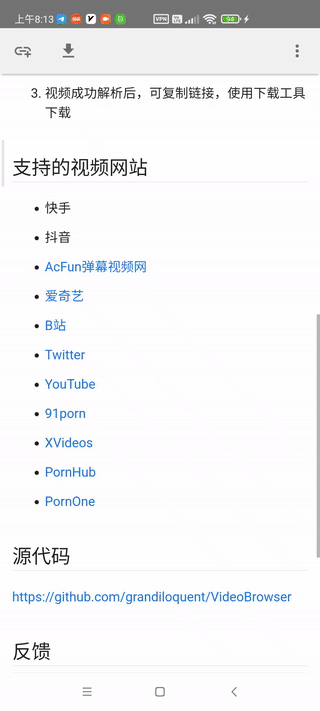 上午8:13
VPN
94
3. 视频成功解析后，可复制链接，使用下载工具
下载
支持的视频网站
快手
抖音
AcFun弹幕视频网
爱奇艺
B站
Twitter
YouTube
91porn
XVideos
PornHub
PornOne
源代码
https://github.com/grandiloquent/VideoBrowser
反馈